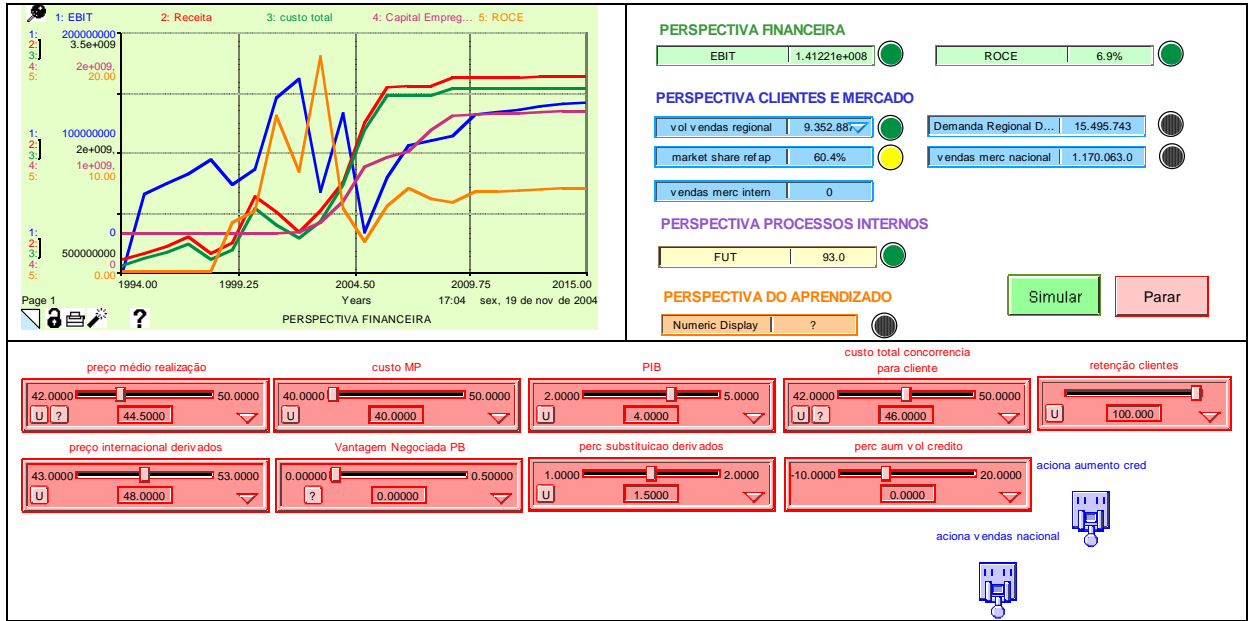 1: EBIT 2: Receita 3: custo total 4: Capital Empreg... 5: ROCE
1: 200000000
2: 3.5e+009
3:
4: 2e+009,
5: 20.00
1: 100000000
2: 2e+009,
3:
4: 1e+009,
5: 10.00
1: 0
2:
3: 500000000
4: 0
5: 0.00
1994.00 1999.25 2004.50 2009.75 2015.00
Page 1 Years 17:04 sex, 19 de nov de 2004
? PERSPECTIVA FINANCEIRA
PERSPECTIVA FINANCEIRA
EBIT 1.41221e+008 ROCE 6.9%
PERSPECTIVA CLIENTES E MERCADO
vol vendas regional 9.352.887 Demanda Regional D... 15.495.743
market share refap 60.4% vendas merc nacional 1.170.063.0
vendas merc intern 0
PERSPECTIVA PROCESSOS INTERNOS
FUT 93.0
PERSPECTIVA DO APRENDIZADO
Numeric Display ?
Simular Parar
preço médio realização
42.0000 50.0000
U ? 44.5000
custo MP
40.0000 50.0000
U 40.0000
PIB
2.0000 5.0000
U 4.0000
custo total concorrencia
para cliente
42.0000 50.0000
U ? 46.0000
retenção clientes
U 100.000
preço internacional derivados
43.0000 53.0000
U 48.0000
Vantagem Negociada PB
0.00000 0.50000
? 0.00000
perc substituicao derivados
1.0000 2.0000
U 1.5000
perc aum vol credito
-10.0000 20.0000
0.0000
aciona aumento cred
aciona vendas nacional